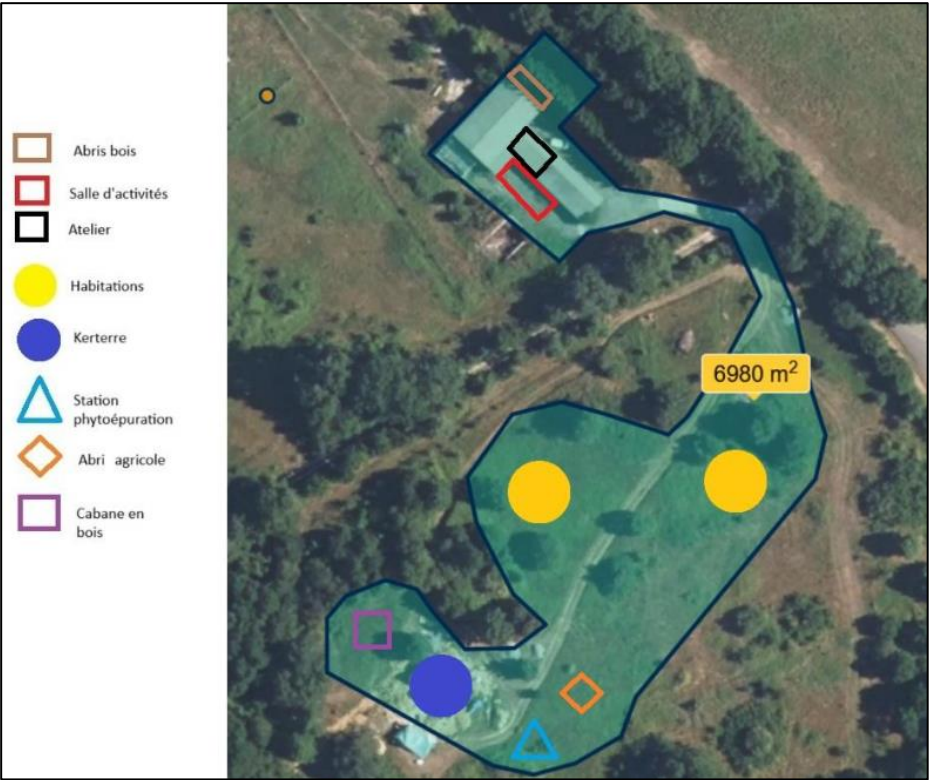 Abris bois
Salle d'activités
Atelier
Habitations
Kerterre
Station
phytoépuration
Abri agricole
Cabane en
bois
6980 m²